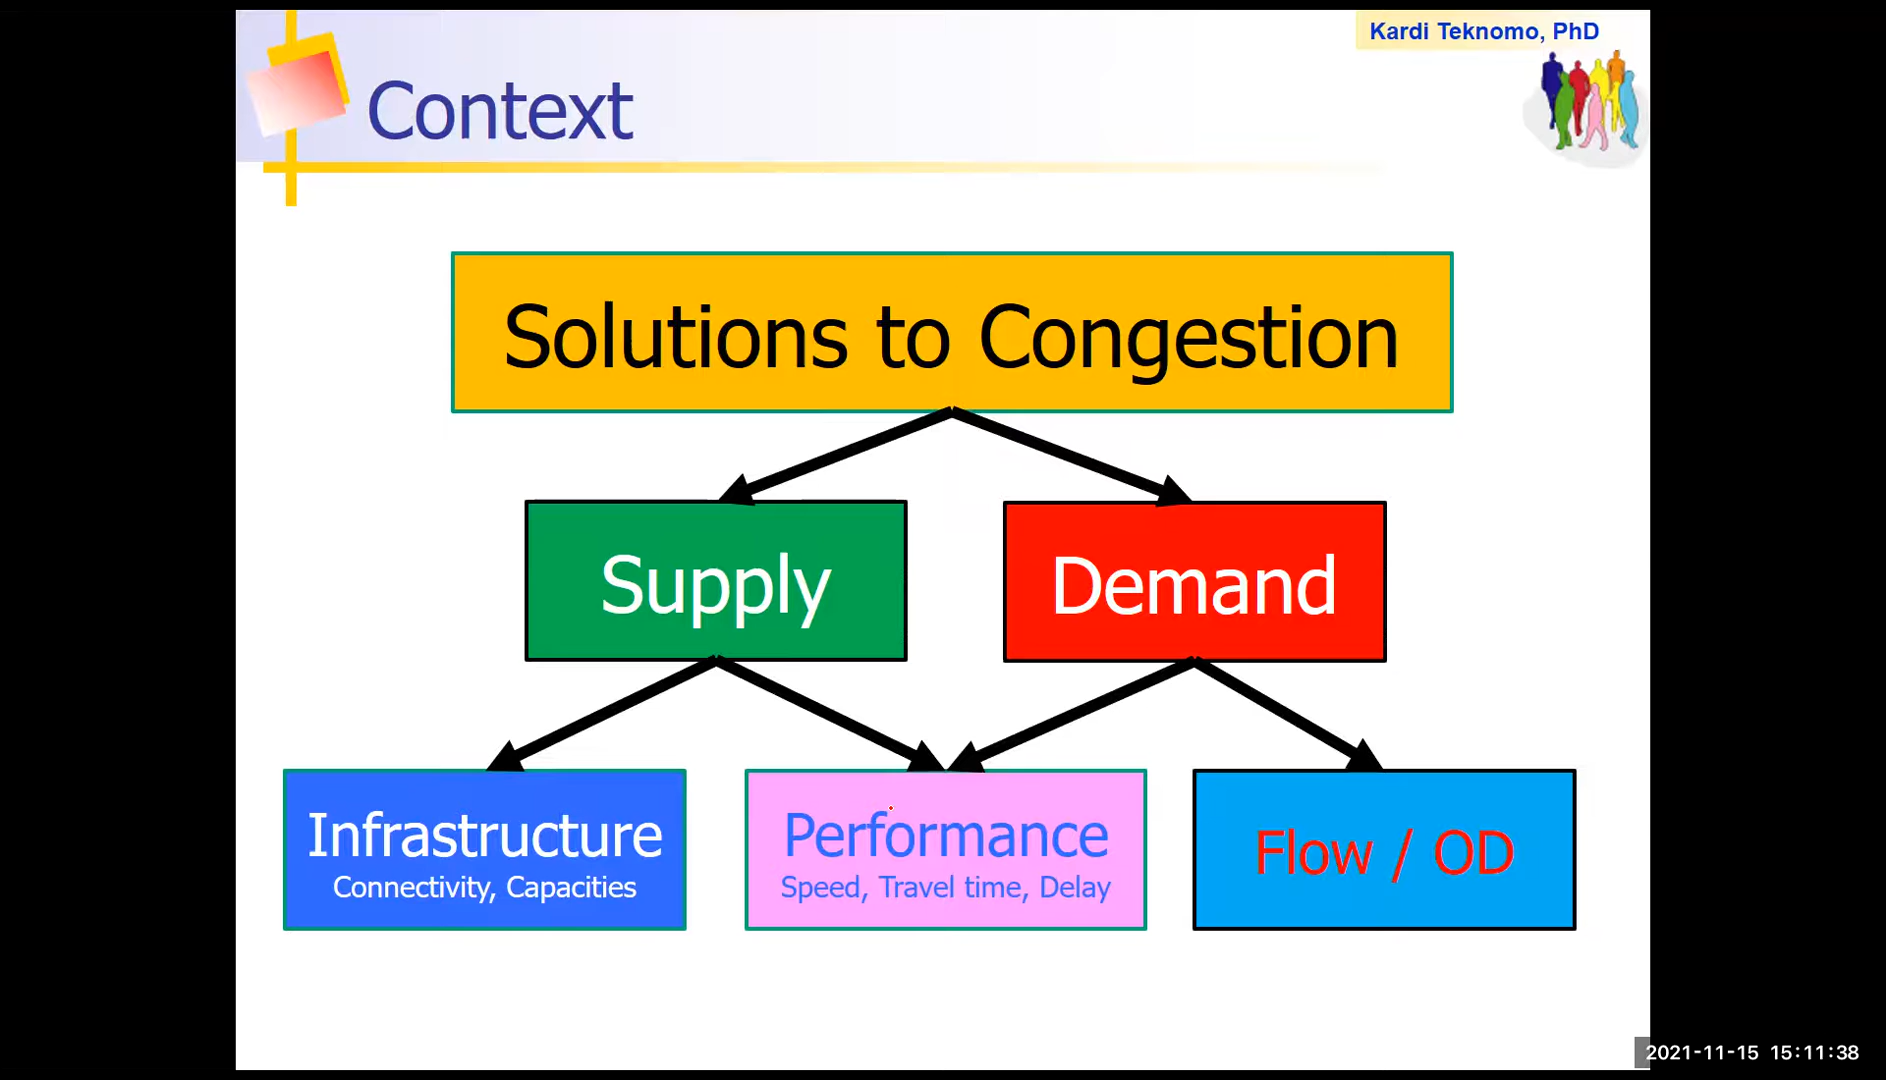 Kardi Teknomo, PhD
Context
Solutions to Congestion
Supply
Demand
Infrastructure
Connectivity, Capacities
Performance
Speed, Travel time, Delay
Flow / OD
2021-11-15 15:11:38